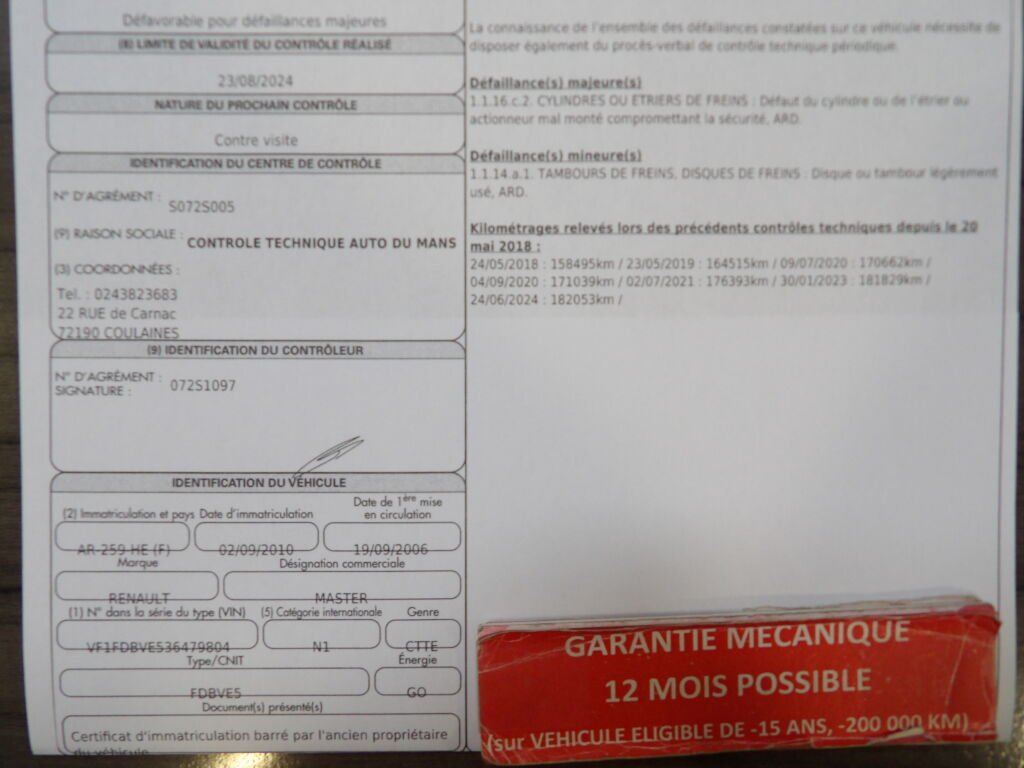 Défavorable pour défaillances majeures
(8) LIMITE DE VALIDITÉ DU CONTRÔLE RÉALISÉ
23/08/2024
NATURE DU PROCHAIN CONTRÔLE
Contre visite
IDENTIFICATION DU CENTRE DE CONTRÔLE
N° D'AGRÉMENT : S072S005
(9) RAISON SOCIALE : CONTROLE TECHNIQUE AUTO DU MANS
(3) COORDONNÉES :
Tel. : 0243823683
22 RUE de Carnac
72190 COULAINES
(9) IDENTIFICATION DU CONTRÔLEUR
N° D'AGRÉMENT : 072S1097
SIGNATURE :
IDENTIFICATION DU VÉHICULE
(2) Immatriculation et pays Date d'immatriculation Date de 1ère mise en circulation
AR-259-HE (F) 02/09/2010 19/09/2006
Marque Désignation commerciale
RENAULT MASTER
(1) N° dans la série du type (VIN) (5) Catégorie internationale Genre
VF1FDBVE536479804 N1 CTTE
Type/CNIT Énergie
FDBVE5 GO
Document(s) présenté(s)
Certificat d'immatriculation barré par l'ancien propriétaire
du véhicule
La connaissance de l'ensemble des défaillances constatées sur ce véhicule nécessite de
disposer également du procès-verbal de contrôle technique périodique.
Défaillance(s) majeure(s)
1.1.16.c.2. CYLINDRES OU ETRIERS DE FREINS : Défaut du cylindre ou de l'étrier ou
actionneur mal monté compromettant la sécurité, ARD.
Défaillance(s) mineure(s)
1.1.14.a.1. TAMBOURS DE FREINS, DISQUES DE FREINS : Disque ou tambour légèrement
usé, ARD.
Kilométrages relevés lors des précédents contrôles techniques depuis le 20
mai 2018 :
24/05/2018 : 158495km / 23/05/2019 : 164515km / 09/07/2020 : 170662km /
04/09/2020 : 171039km / 02/07/2021 : 176393km / 30/01/2023 : 181829km /
24/06/2024 : 182053km /
GARANTIE MECANIQUE
12 MOIS POSSIBLE
(sur VEHICULE ELIGIBLE DE -15 ANS, -200 000 KM)